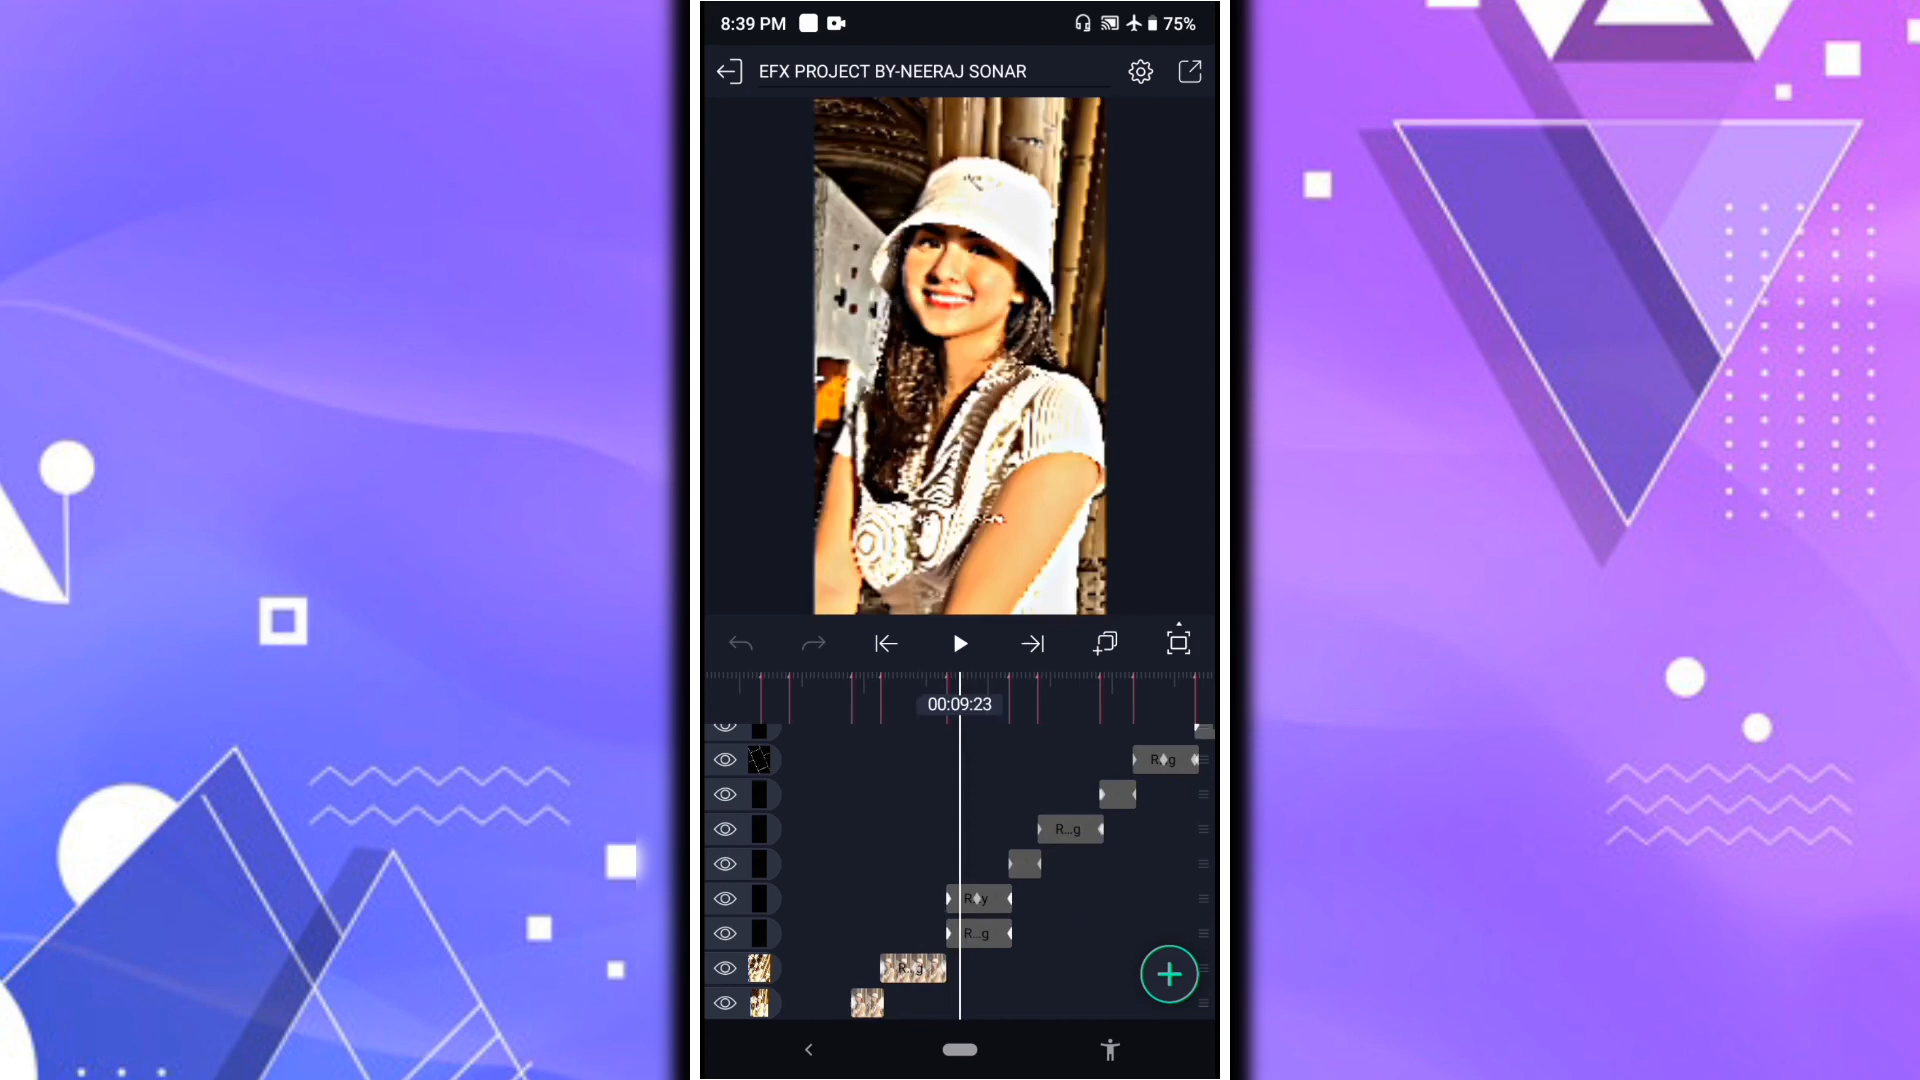 8:39 PM 75%
EFX PROJECT BY-NEERAJ SONAR
00:09:23
R...g
R...g
R...y
R...g
R...g